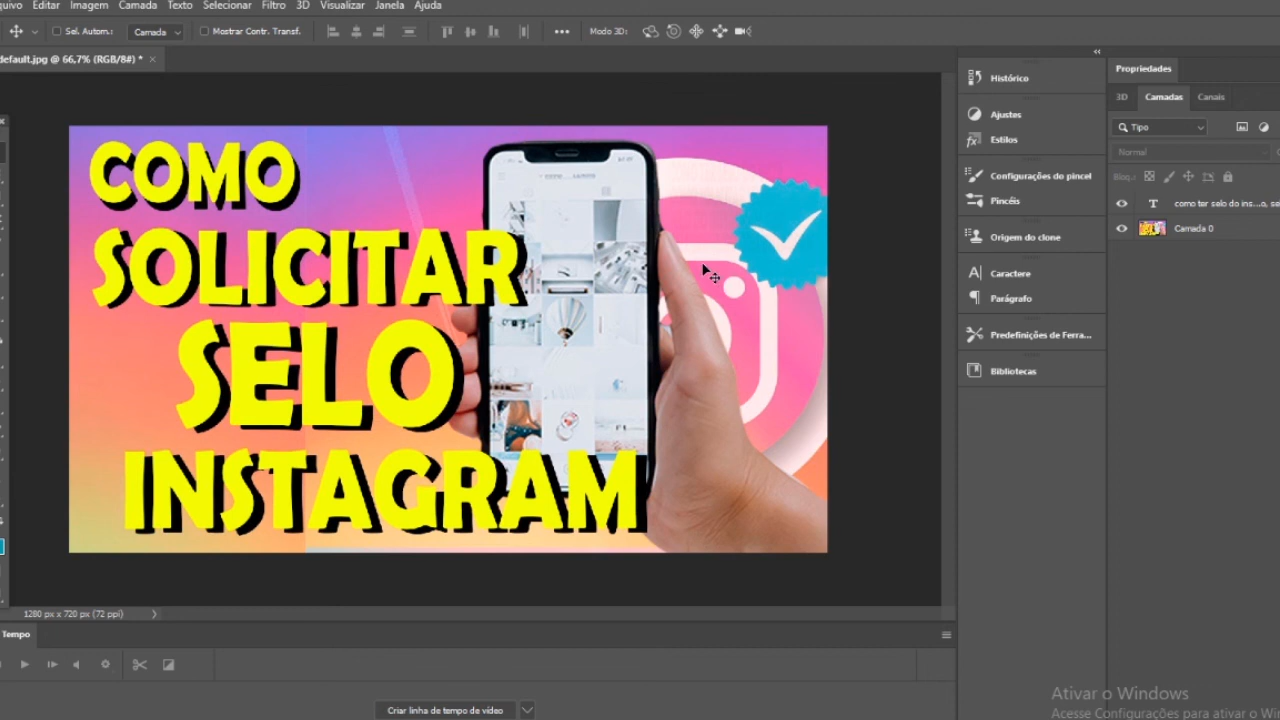 quivo Editar Imagem Camada Texto Selecionar Filtro 3D Visualizar Janela Ajuda
Sel. Autom.: Camada Mostrar Contr. Transf. Modo 3D:
default.jpg @ 66,7% (RGB/8#) *
Histórico
Ajustes
Estilos
Configurações do pincel
Pincéis
Origem do clone
Caractere
Parágrafo
Predefinições de Ferra...
Bibliotecas
Propriedades
3D Camadas Canais
Tipo
Normal
Bloq.:
como ter selo do ins...o, se
Camada 0
COMO
SOLICITAR
SELO
INSTAGRAM
1280 px x 720 px (72 ppi)
Tempo
Criar linha de tempo de vídeo
Ativar o Windows
Acesse Configurações para ativar o Win